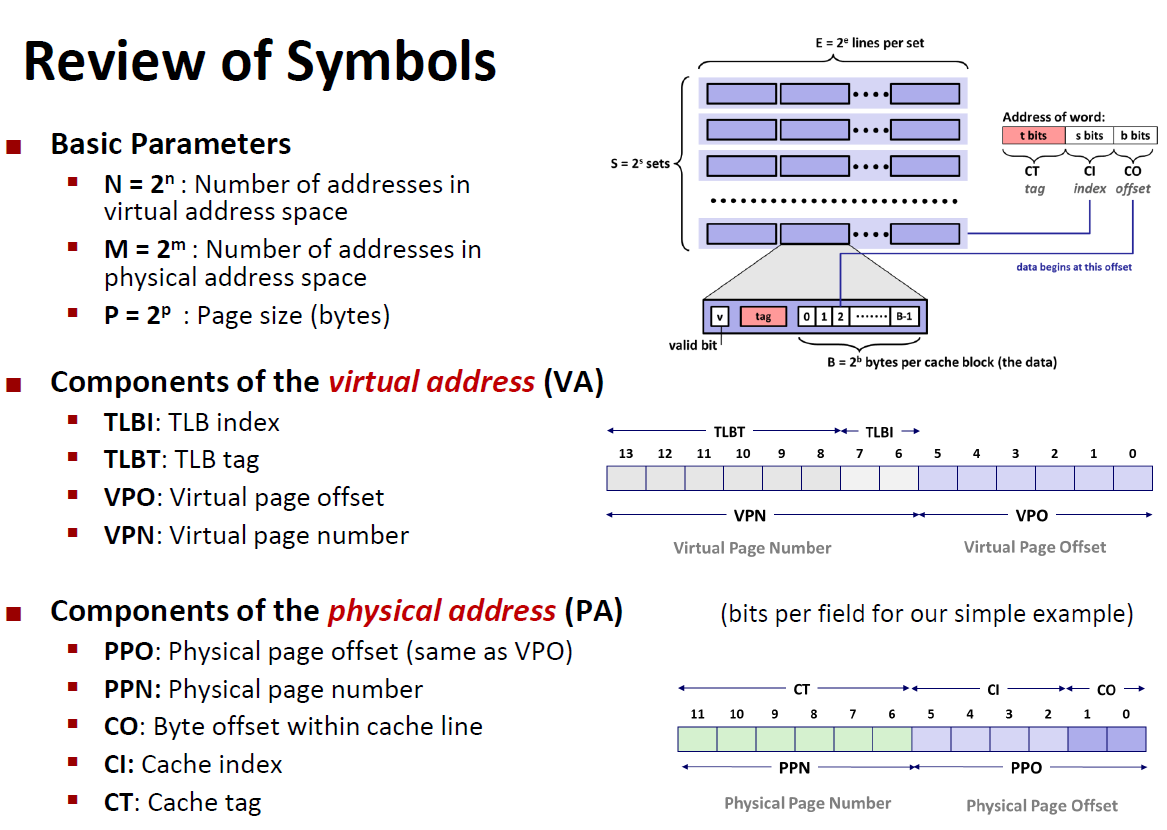 Review of Symbols
■ Basic Parameters
▪ N = 2ⁿ : Number of addresses in
virtual address space
▪ M = 2ᵐ : Number of addresses in
physical address space
▪ P = 2ᵖ : Page size (bytes)
■ Components of the virtual address (VA)
▪ TLBI: TLB index
▪ TLBT: TLB tag
▪ VPO: Virtual page offset
▪ VPN: Virtual page number
■ Components of the physical address (PA)
▪ PPO: Physical page offset (same as VPO)
▪ PPN: Physical page number
▪ CO: Byte offset within cache line
▪ CI: Cache index
▪ CT: Cache tag
E = 2ᵉ lines per set
S = 2ˢ sets
Address of word:
t bits s bits b bits
CT CI CO
tag index offset
data begins at this offset
v tag 0 1 2 ······· B-1
valid bit
B = 2ᵇ bytes per cache block (the data)
TLBT TLBI
13 12 11 10 9 8 7 6 5 4 3 2 1 0
VPN VPO
Virtual Page Number Virtual Page Offset
(bits per field for our simple example)
CT CI CO
11 10 9 8 7 6 5 4 3 2 1 0
PPN PPO
Physical Page Number Physical Page Offset